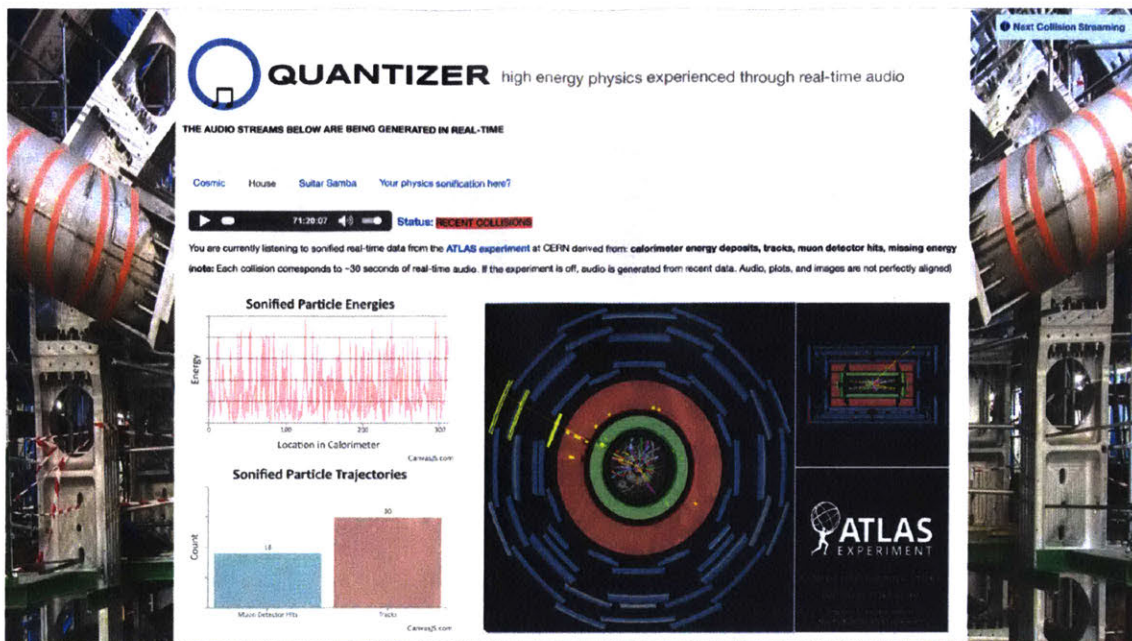 Next Collision Streaming
QUANTIZER high energy physics experienced through real-time audio
THE AUDIO STREAMS BELOW ARE BEING GENERATED IN REAL-TIME
Cosmic House Suitar Samba Your physics sonification here?
71:20:07 Status: RECENT COLLISIONS
You are currently listening to sonified real-time data from the ATLAS experiment at CERN derived from: calorimeter energy deposits, tracks, muon detector hits, missing energy
(note: Each collision corresponds to ~30 seconds of real-time audio. If the experiment is off, audio is generated from recent data. Audio, plots, and images are not perfectly aligned)
Sonified Particle Energies
Energy
0 100 200 300
Location in Calorimeter
CanvasJS.com
Sonified Particle Trajectories
Count
18
30
Muon Detector Hits Tracks
CanvasJS.com
ATLAS
EXPERIMENT